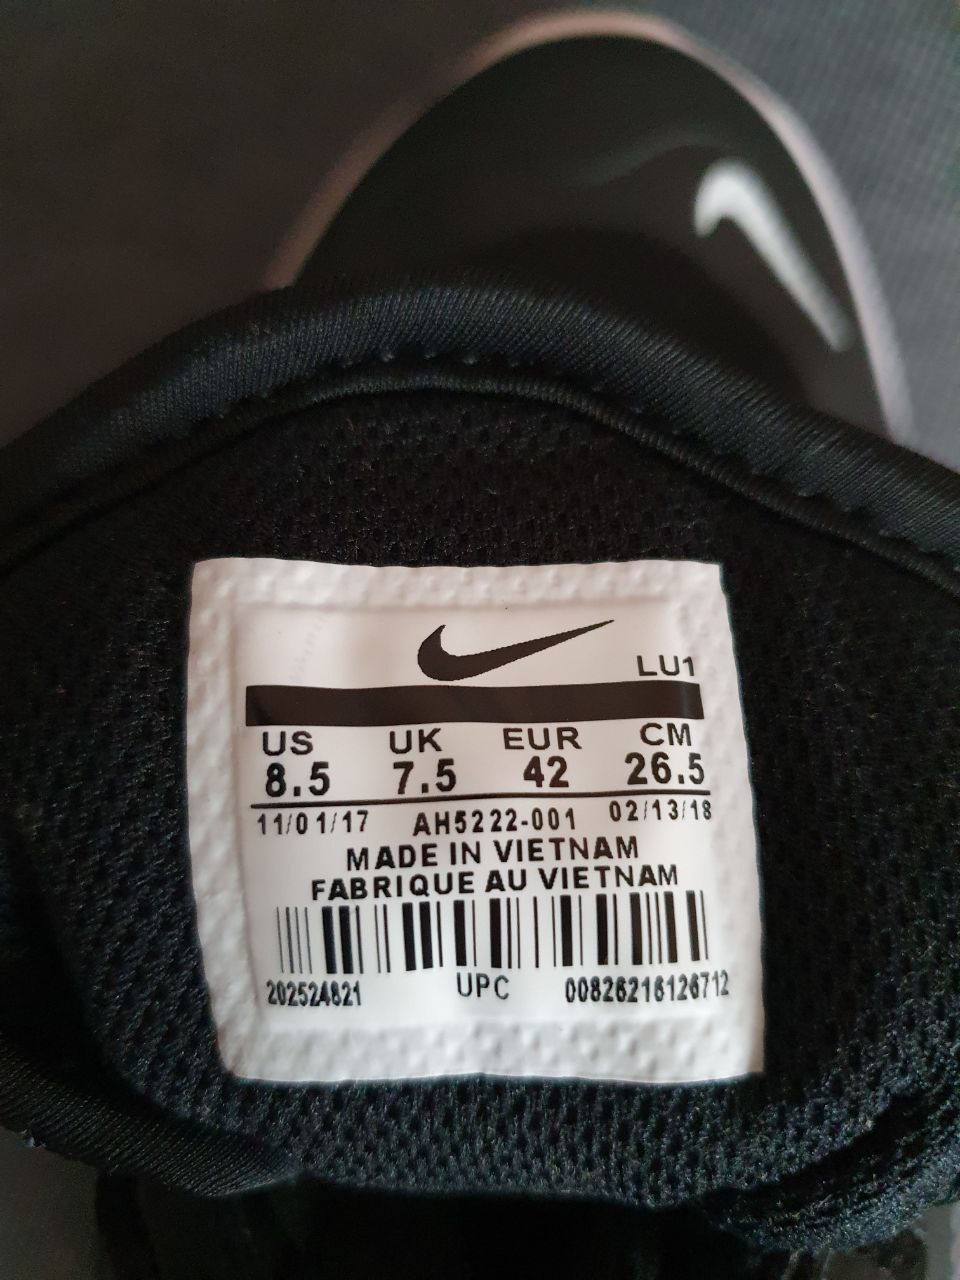 LU1
US UK EUR CM
8.5 7.5 42 26.5
11/01/17 AH5222-001 02/13/18
MADE IN VIETNAM
FABRIQUE AU VIETNAM
202524821 UPC 00826216126712